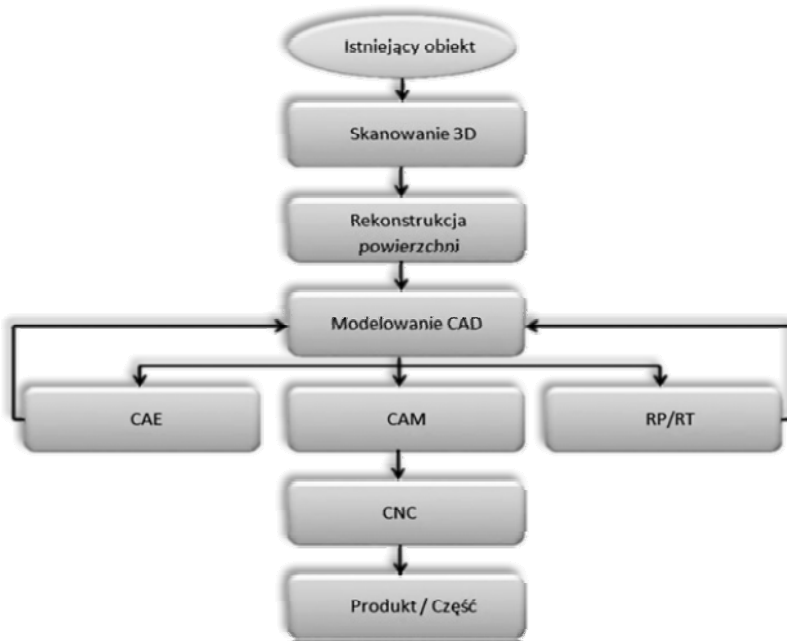 Istniejący obiekt
Skanowanie 3D
Rekonstrukcja
powierzchni
Modelowanie CAD
CAE
CAM
RP/RT
CNC
Produkt / Część